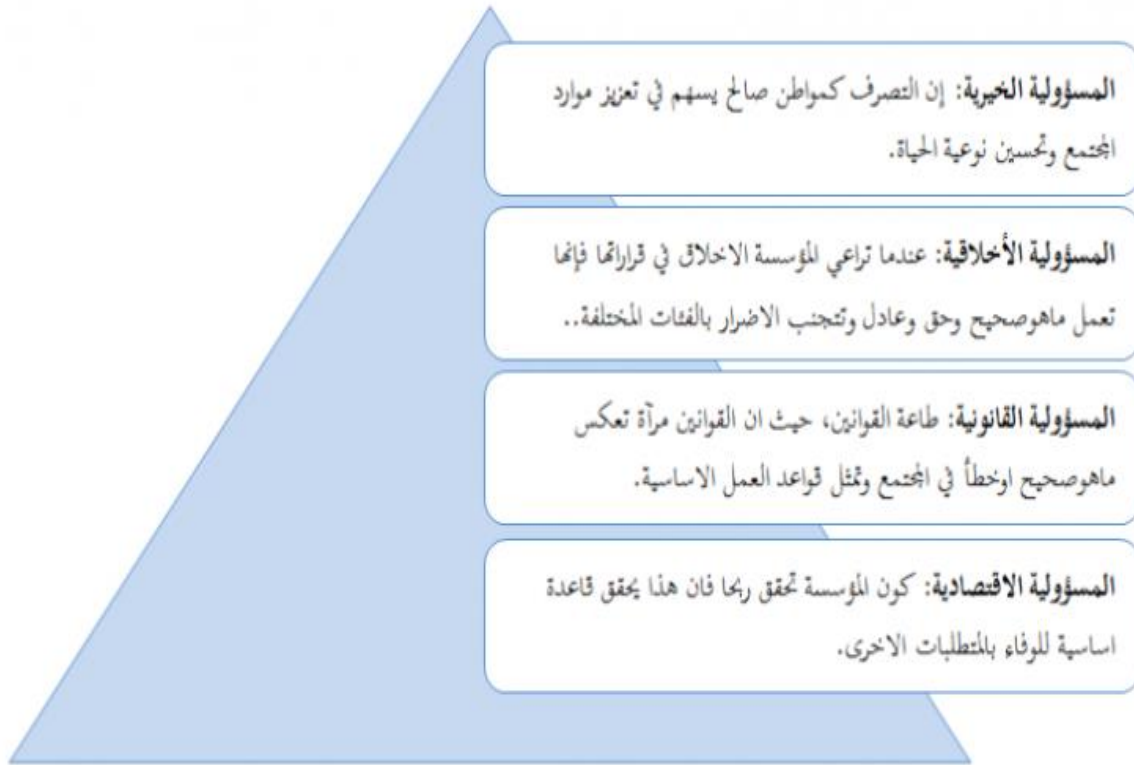 المسؤولية الخيرية: إن التصرف كمواطن صالح يسهم في تعزيز موارد
المجتمع وتحسين نوعية الحياة.
المسؤولية الأخلاقية: عندما تراعي المؤسسة الاخلاق في قراراتها فإنها
تعمل ماهوصحيح وحق وعادل وتتجنب الاضرار بالفئات المختلفة..
المسؤولية القانونية: طاعة القوانين، حيث ان القوانين مرآة تعكس
ماهوصحيح اوخطأ في المجتمع وتمثل قواعد العمل الاساسية.
المسؤولية الاقتصادية: كون المؤسسة تحقق ربحا فان هذا يحقق قاعدة
اساسية للوفاء بالمتطلبات الاخرى.